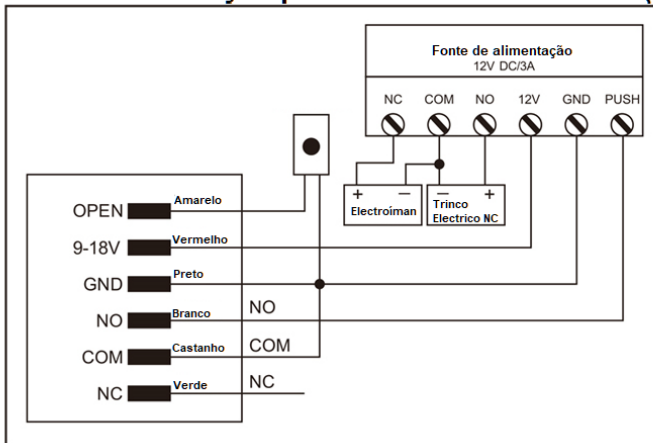 Fonte de alimentação
12V DC/3A
NC COM NO 12V GND PUSH
+ − − +
Electroíman
Trinco
Electrico NC
OPEN Amarelo
9-18V Vermelho
GND Preto
NO Branco NO
COM Castanho COM
NC Verde NC